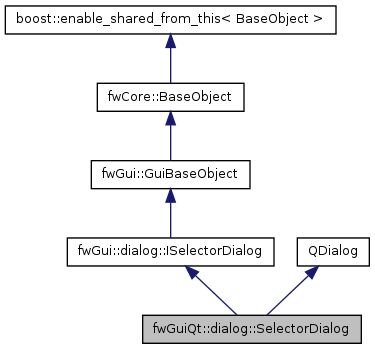 boost::enable_shared_from_this< BaseObject >
fwCore::BaseObject
fwGui::GuiBaseObject
fwGui::dialog::ISelectorDialog
QDialog
fwGuiQt::dialog::SelectorDialog